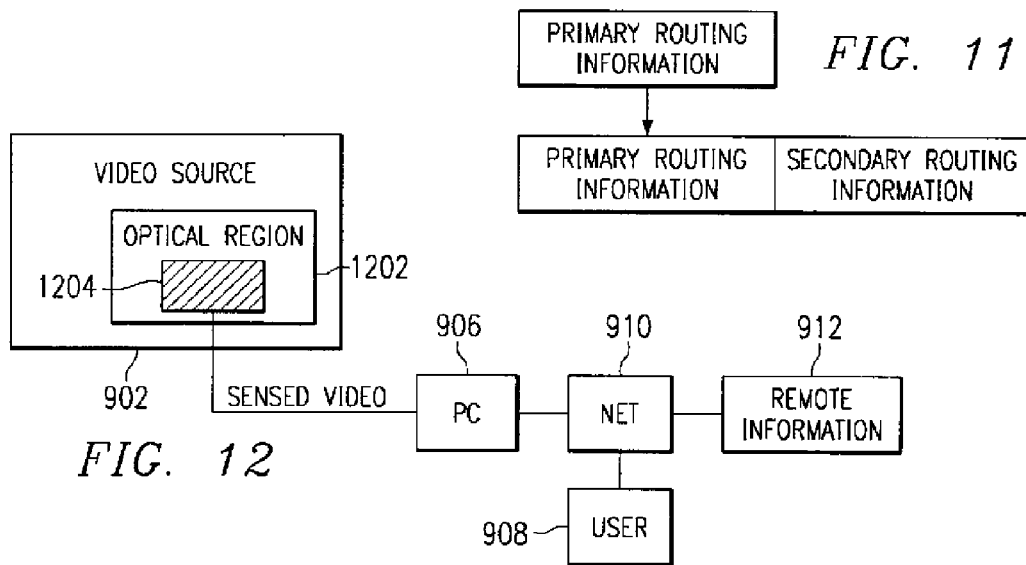 PRIMARY ROUTING
INFORMATION
FIG. 11
PRIMARY ROUTING
INFORMATION
SECONDARY ROUTING
INFORMATION
VIDEO SOURCE
OPTICAL REGION
1204
1202
902
SENSED VIDEO
906
PC
910
NET
912
REMOTE
INFORMATION
908
USER
FIG. 12